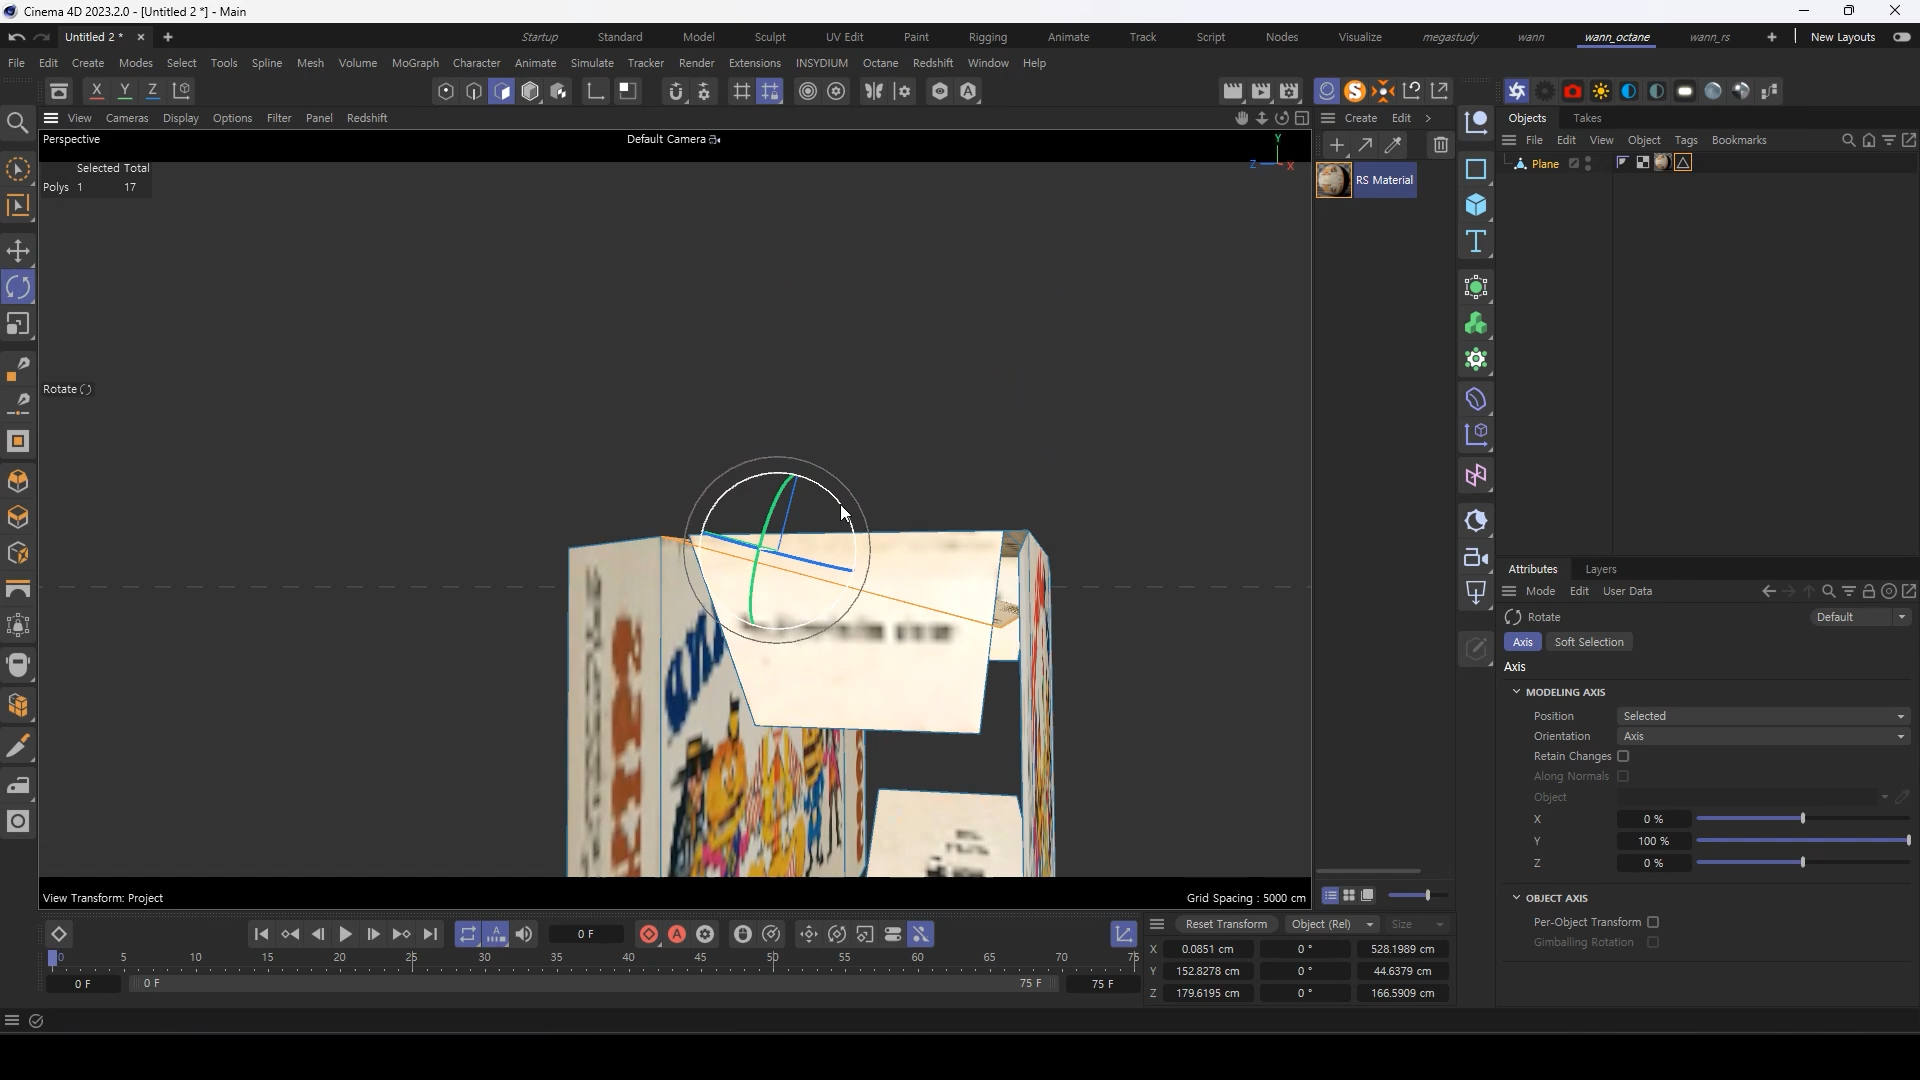 Cinema 4D 2023.2.0 - [Untitled 2 *] - Main
Untitled 2 *
Startup Standard Model Sculpt UV Edit Paint Rigging Animate Track Script Nodes Visualize megastudy wann wann_octane wann_rs New Layouts
File Edit Create Modes Select Tools Spline Mesh Volume MoGraph Character Animate Simulate Tracker Render Extensions INSYDIUM Octane Redshift Window Help
X Y Z
View Cameras Display Options Filter Panel Redshift
Create Edit
Objects Takes
File Edit View Object Tags Bookmarks
Perspective
Default Camera
Y
Z X
Selected Total
Polys 1 17
RS Material
Plane
Rotate
Attributes Layers
Mode Edit User Data
Rotate
Default
Axis Soft Selection
Axis
MODELING AXIS
Position Selected
Orientation Axis
Retain Changes
Along Normals
Object
X 0 %
Y 100 %
Z 0 %
OBJECT AXIS
Per-Object Transform
Gimballing Rotation
View Transform: Project
Grid Spacing : 5000 cm
0 F
Reset Transform Object (Rel) Size
0 5 10 15 20 25 30 35 40 45 50 55 60 65 70 75
0 F 0 F 75 F 75 F
X 0.0851 cm 0 ° 528.1989 cm
Y 152.8278 cm 0 ° 44.6379 cm
Z 179.6195 cm 0 ° 166.5909 cm